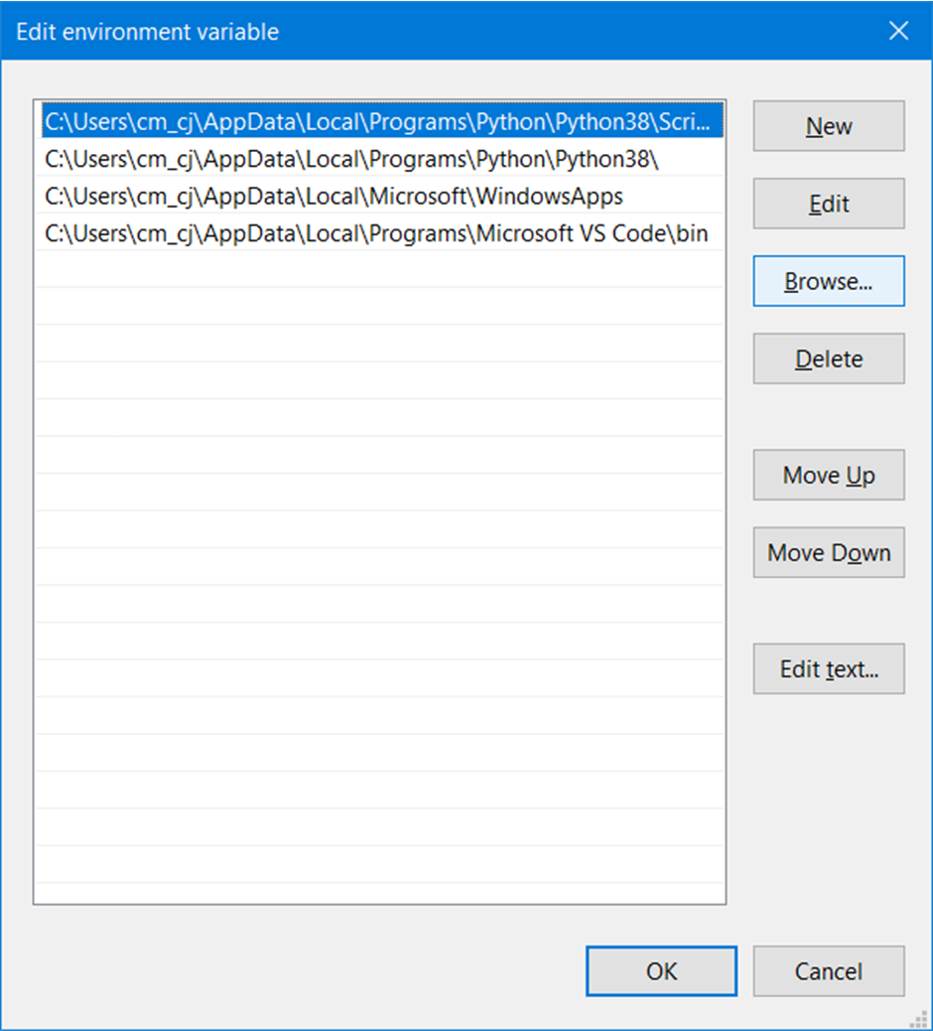 Edit environment variable
C:\Users\cm_cj\AppData\Local\Programs\Python\Python38\Scri...
C:\Users\cm_cj\AppData\Local\Programs\Python\Python38\
C:\Users\cm_cj\AppData\Local\Microsoft\WindowsApps
C:\Users\cm_cj\AppData\Local\Programs\Microsoft VS Code\bin
New
Edit
Browse...
Delete
Move Up
Move Down
Edit text...
OK
Cancel